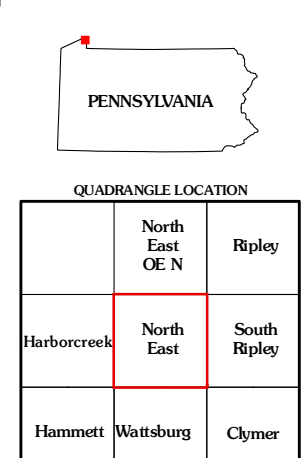 PENNSYLVANIA
QUADRANGLE LOCATION
North
East
OE N
Ripley
Harborcreek
North
East
South
Ripley
Hammett
Wattsburg
Clymer